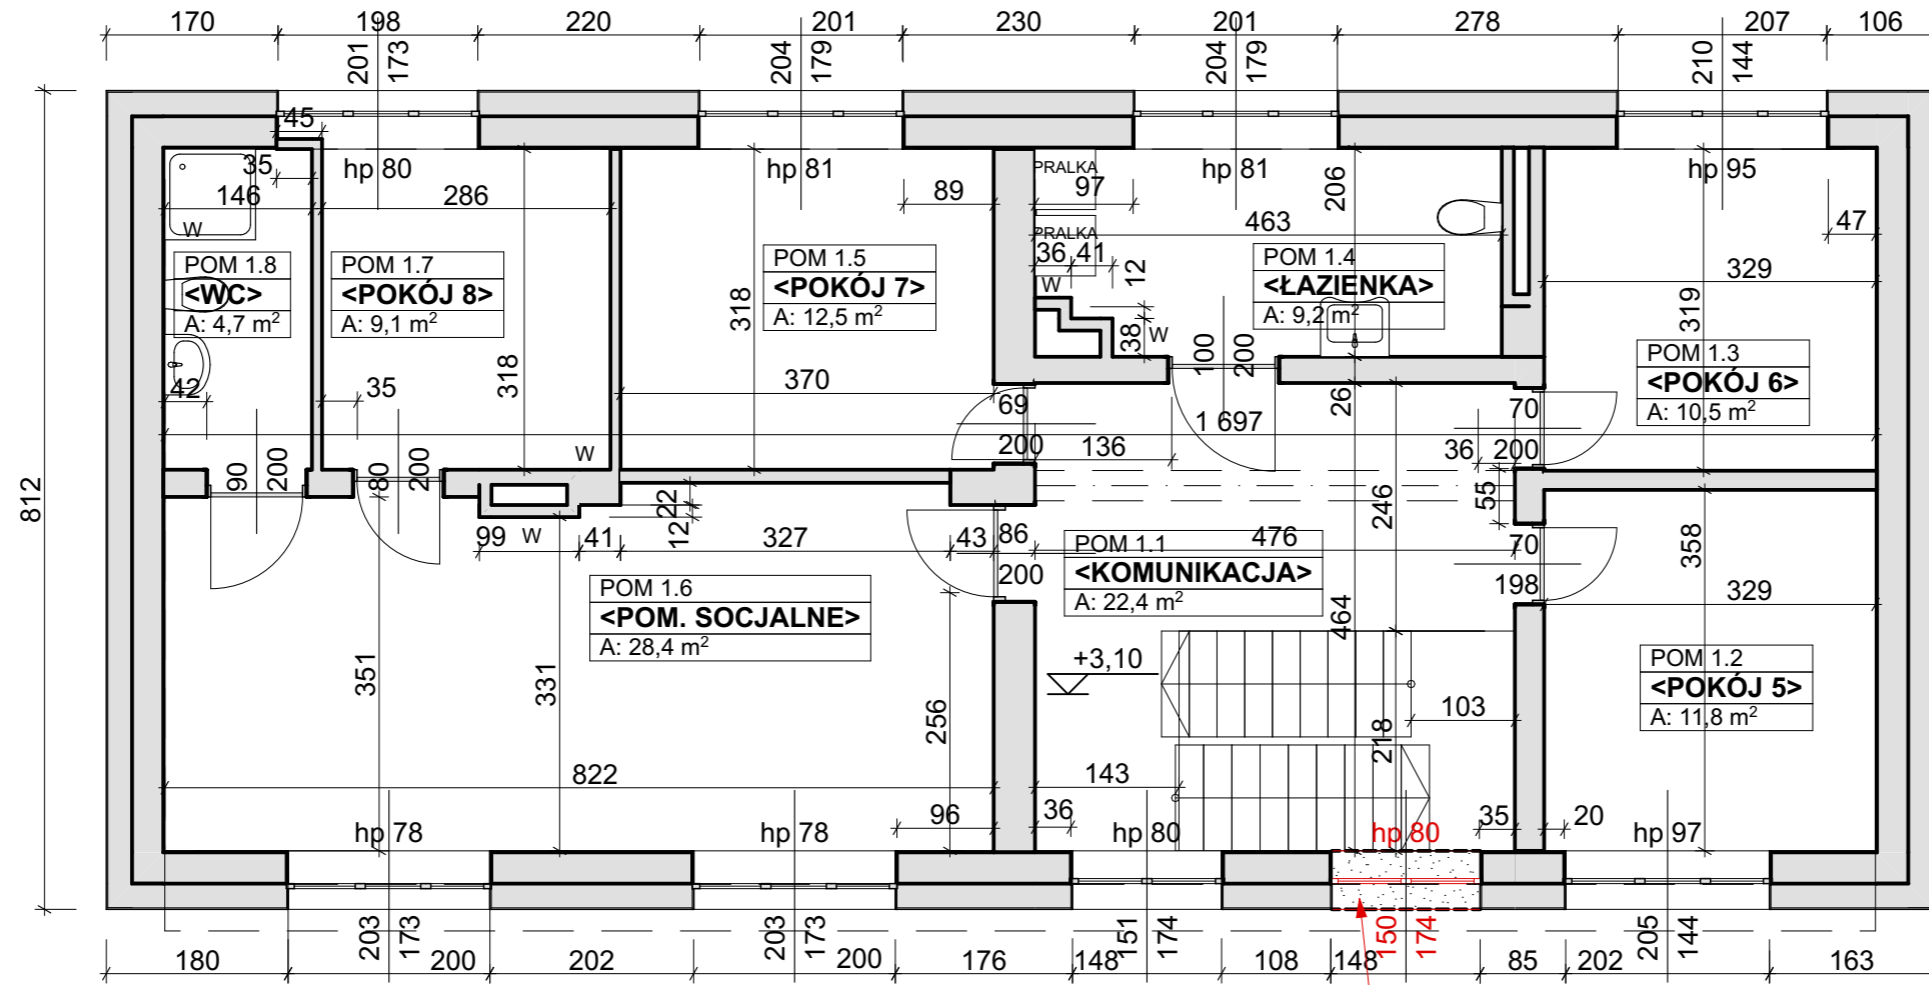 170 198 220 201 230 201 278 207 106
201 173 204 179 204 179 210 144
45
hp 80 hp 81 hp 81 hp 95
35
146 286 89
PRALKA
97
206
463
47
W
PRALKA
36 41
12
W
38
W
329
319
POM 1.8
<WC>
A: 4,7 m²
POM 1.7
<POKÓJ 8>
A: 9,1 m²
POM 1.5
<POKÓJ 7>
A: 12,5 m²
POM 1.4
<ŁAZIENKA>
A: 9,2 m²
POM 1.3
<POKÓJ 6>
A: 10,5 m²
318
318
42 35
370
100
200
26
69
200
136
1 697
36
70
200
812
90
200
80
200
W
22
12
99 W 41 327 43
86
200
476
246
55
70
198
358
329
POM 1.6
<POM. SOCJALNE>
A: 28,4 m²
POM 1.1
<KOMUNIKACJA>
A: 22,4 m²
464
+3,10
POM 1.2
<POKÓJ 5>
A: 11,8 m²
351
331
256
103
218
822
143
96
36
35
20
hp 78 hp 78 hp 80 hp 80 hp 97
203 173 203 173 151 174 150 174 205 144
180 200 202 200 176 148 108 148 85 202 163